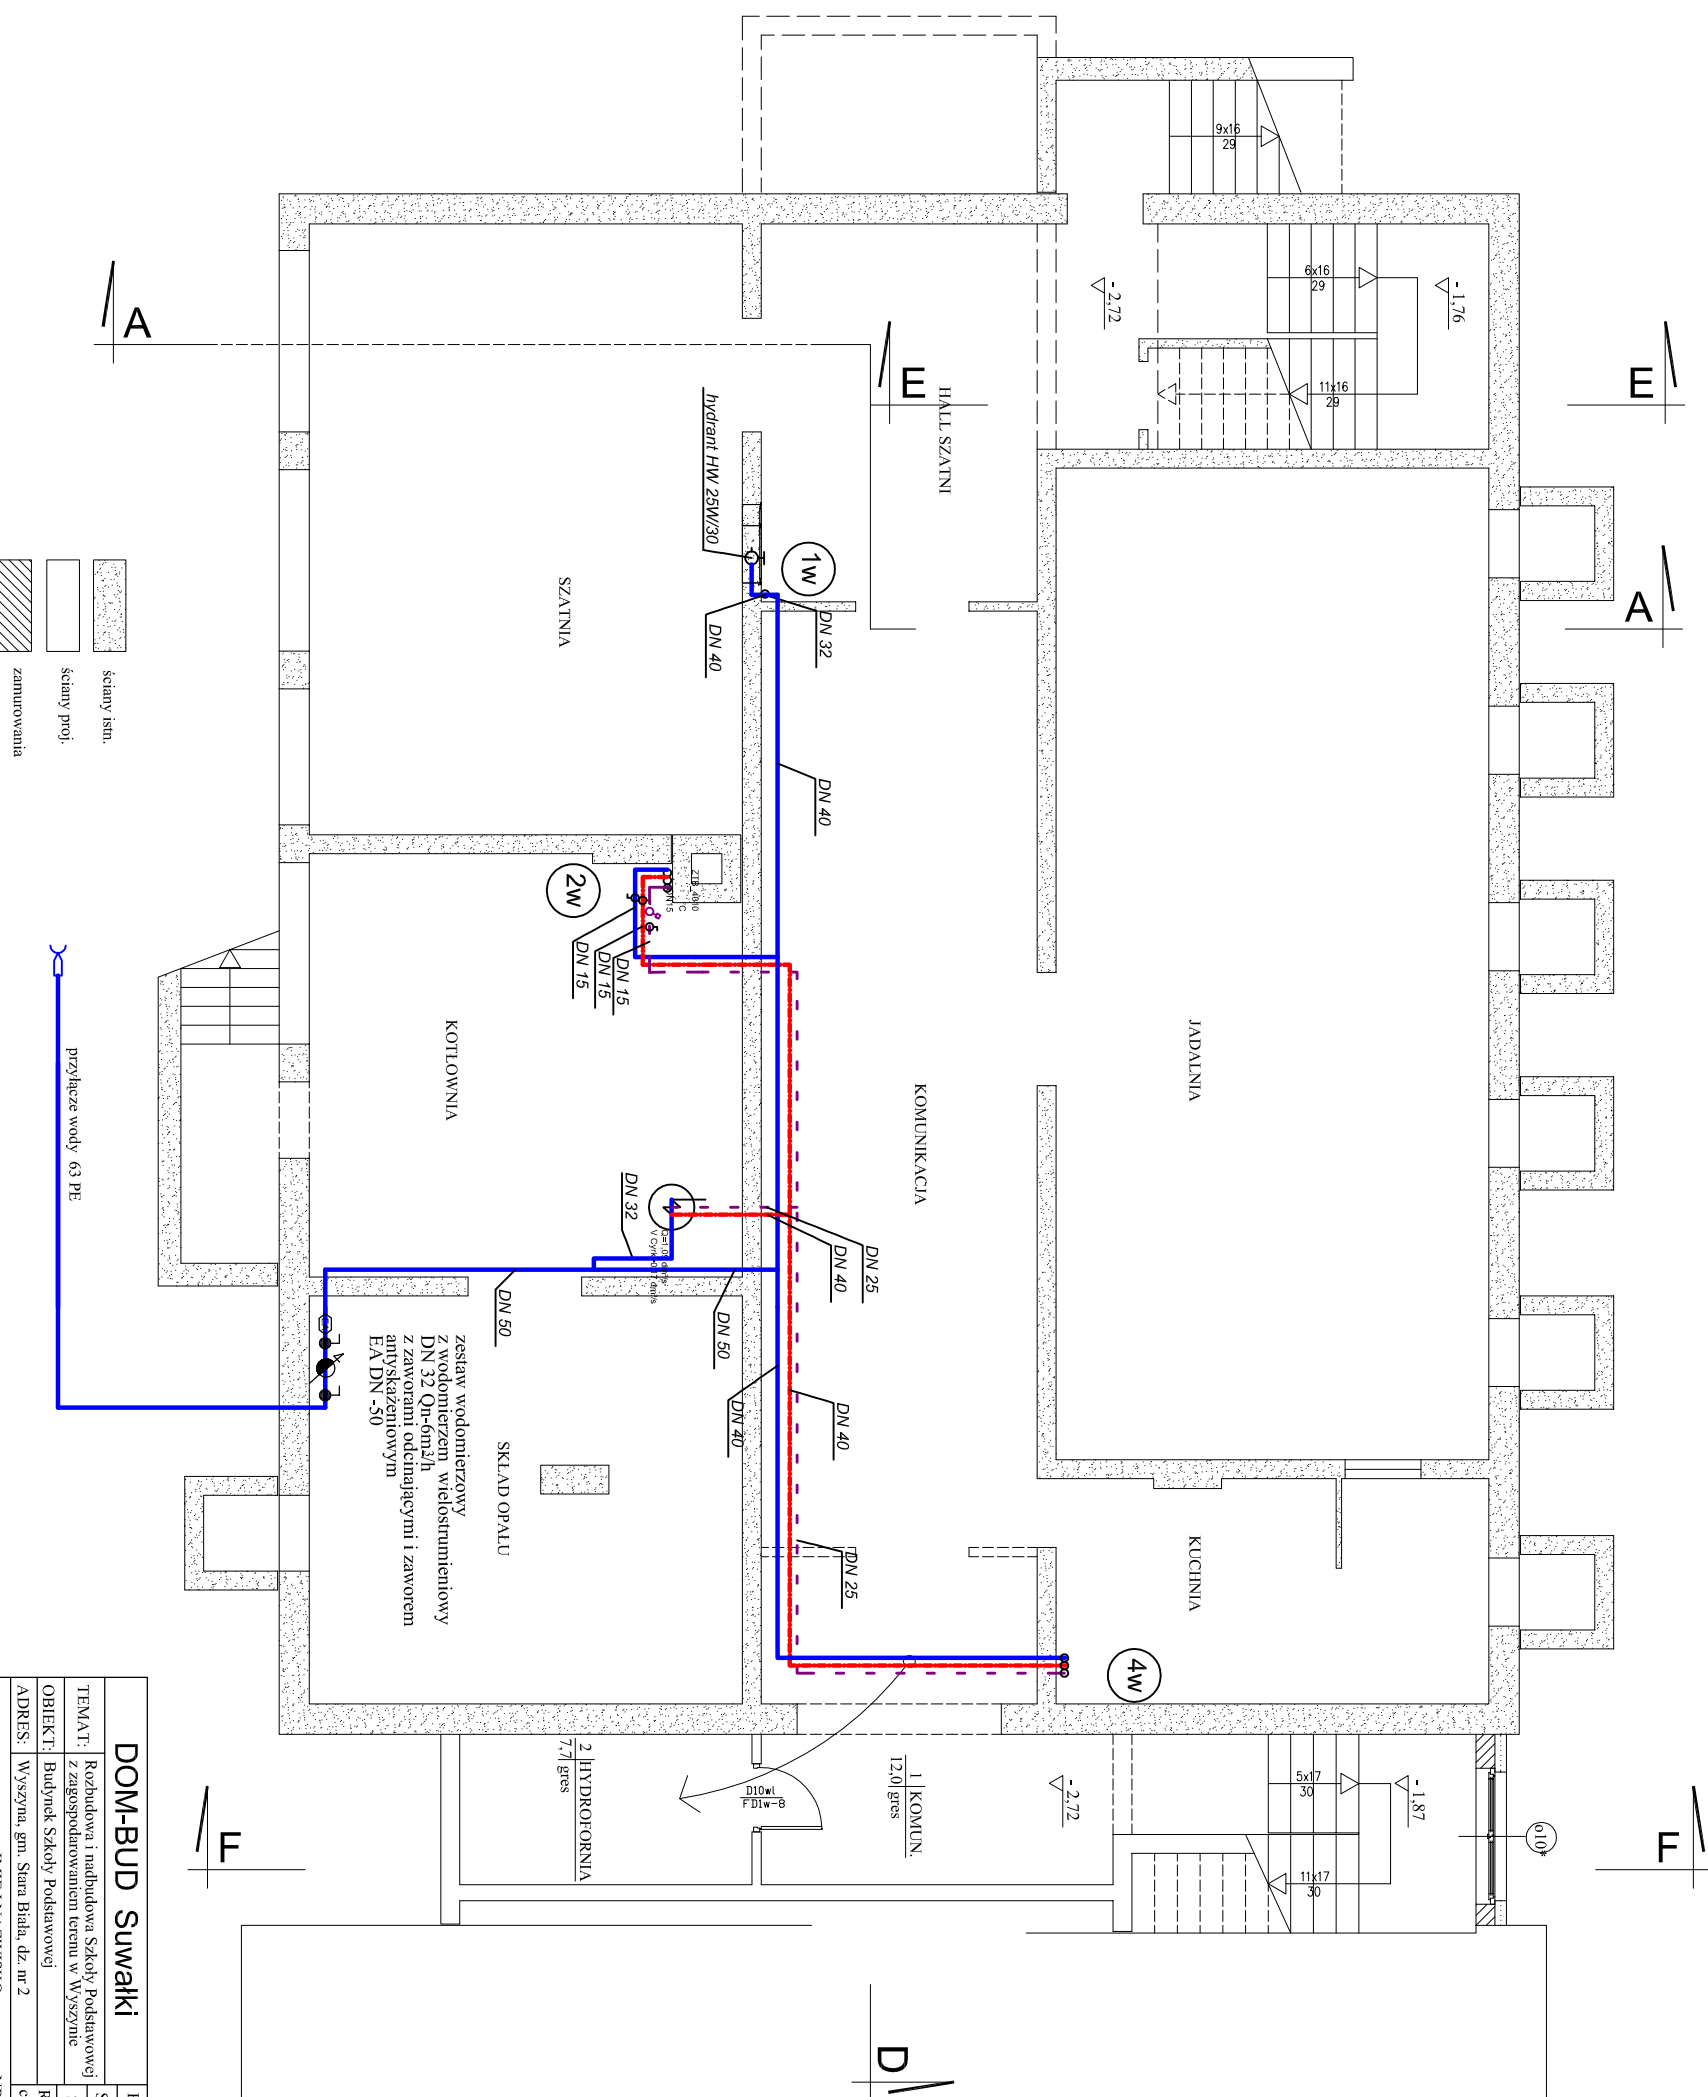 9x16
29
6x16
29
11x16
29
- 1,76
- 2,72
A
E
E
A
HALL SZATNI
hydrant HW 25W/30
1w
DN 32
DN 40
SZATNIA
DN 40
ściany istn.
ściany proj.
zamurowania
2w
DN 15
DN 15
DN 15
KOTŁOWNIA
KOMUNIKACJA
JADALNIA
przyłącze wody 63 PE
DN 32
DN 25
DN 40
DN 50
DN 50
DN 40
DN 40
DN 25
zestaw wodomierzowy
z wodomierzem wielostrumieniowy
DN 32 Qn-6m3/h
z zaworami odcinającymi i zaworem
antyskażeniowym
EA DN -50
SKŁAD OPAŁU
KUCHNIA
4w
2 HYDROFORNIA
7,7 gres
D10wl
FD1w-8
1 KOMUN.
12,0 gres
- 2,72
5x17
30
- 1,87
11x17
30
o10*
F
F
D
DOM-BUD Suwałki
TEMAT: Rozbudowa i nadbudowa Szkoły Podstawowej
z zagospodarowaniem terenu w Wyszynie
OBIEKT: Budynek Szkoły Podstawowej
ADRES: Wyszyna, gm. Stara Biała, dz. nr 2